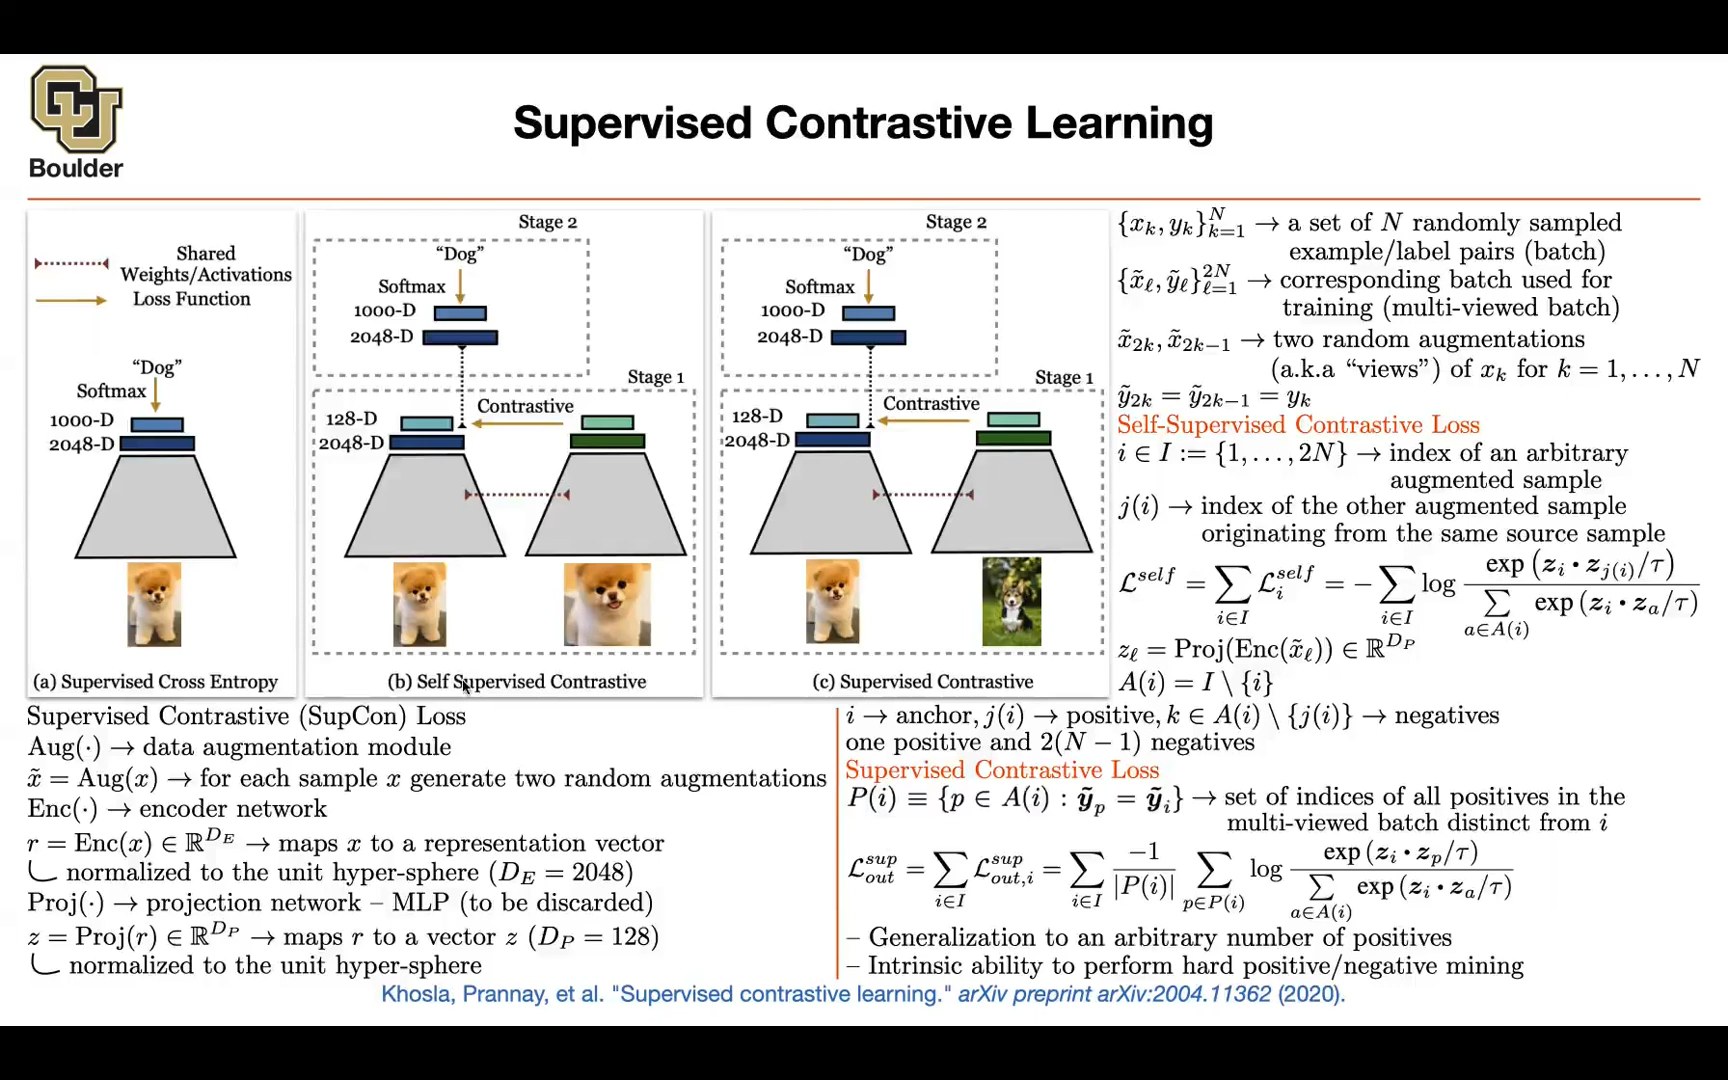 Boulder
Supervised Contrastive Learning
Shared
Weights/Activations
Loss Function
“Dog”
Softmax
1000-D
2048-D
(a) Supervised Cross Entropy
Stage 2
“Dog”
Softmax
1000-D
2048-D
Stage 1
Contrastive
128-D
2048-D
(b) Self Supervised Contrastive
Stage 2
“Dog”
Softmax
1000-D
2048-D
Stage 1
Contrastive
128-D
2048-D
(c) Supervised Contrastive
{x_k, y_k}_{k=1}^N → a set of N randomly sampled
example/label pairs (batch)
{x̃_ℓ, ỹ_ℓ}_{ℓ=1}^{2N} → corresponding batch used for
training (multi-viewed batch)
x̃_{2k}, x̃_{2k−1} → two random augmentations
(a.k.a “views”) of x_k for k = 1, . . . , N
ỹ_{2k} = ỹ_{2k−1} = y_k
Self-Supervised Contrastive Loss
i ∈ I := {1, . . . , 2N} → index of an arbitrary
augmented sample
j(i) → index of the other augmented sample
originating from the same source sample
ℒ^{self} = ∑_{i∈I} ℒ_i^{self} = − ∑_{i∈I} log exp (z_i • z_{j(i)}/τ) / ∑_{a∈A(i)} exp (z_i • z_a/τ)
z_ℓ = Proj(Enc(x̃_ℓ)) ∈ ℝ^{D_P}
A(i) = I \ {i}
Supervised Contrastive (SupCon) Loss
Aug(·) → data augmentation module
x̃ = Aug(x) → for each sample x generate two random augmentations
Enc(·) → encoder network
r = Enc(x) ∈ ℝ^{D_E} → maps x to a representation vector
normalized to the unit hyper-sphere (D_E = 2048)
Proj(·) → projection network – MLP (to be discarded)
z = Proj(r) ∈ ℝ^{D_P} → maps r to a vector z (D_P = 128)
normalized to the unit hyper-sphere
i → anchor, j(i) → positive, k ∈ A(i) \ {j(i)} → negatives
one positive and 2(N − 1) negatives
Supervised Contrastive Loss
P(i) ≡ {p ∈ A(i) : ỹ_p = ỹ_i} → set of indices of all positives in the
multi-viewed batch distinct from i
ℒ_{out}^{sup} = ∑_{i∈I} ℒ_{out,i}^{sup} = ∑_{i∈I} −1/|P(i)| ∑_{p∈P(i)} log exp (z_i • z_p/τ) / ∑_{a∈A(i)} exp (z_i • z_a/τ)
– Generalization to an arbitrary number of positives
– Intrinsic ability to perform hard positive/negative mining
Khosla, Prannay, et al. "Supervised contrastive learning." arXiv preprint arXiv:2004.11362 (2020).